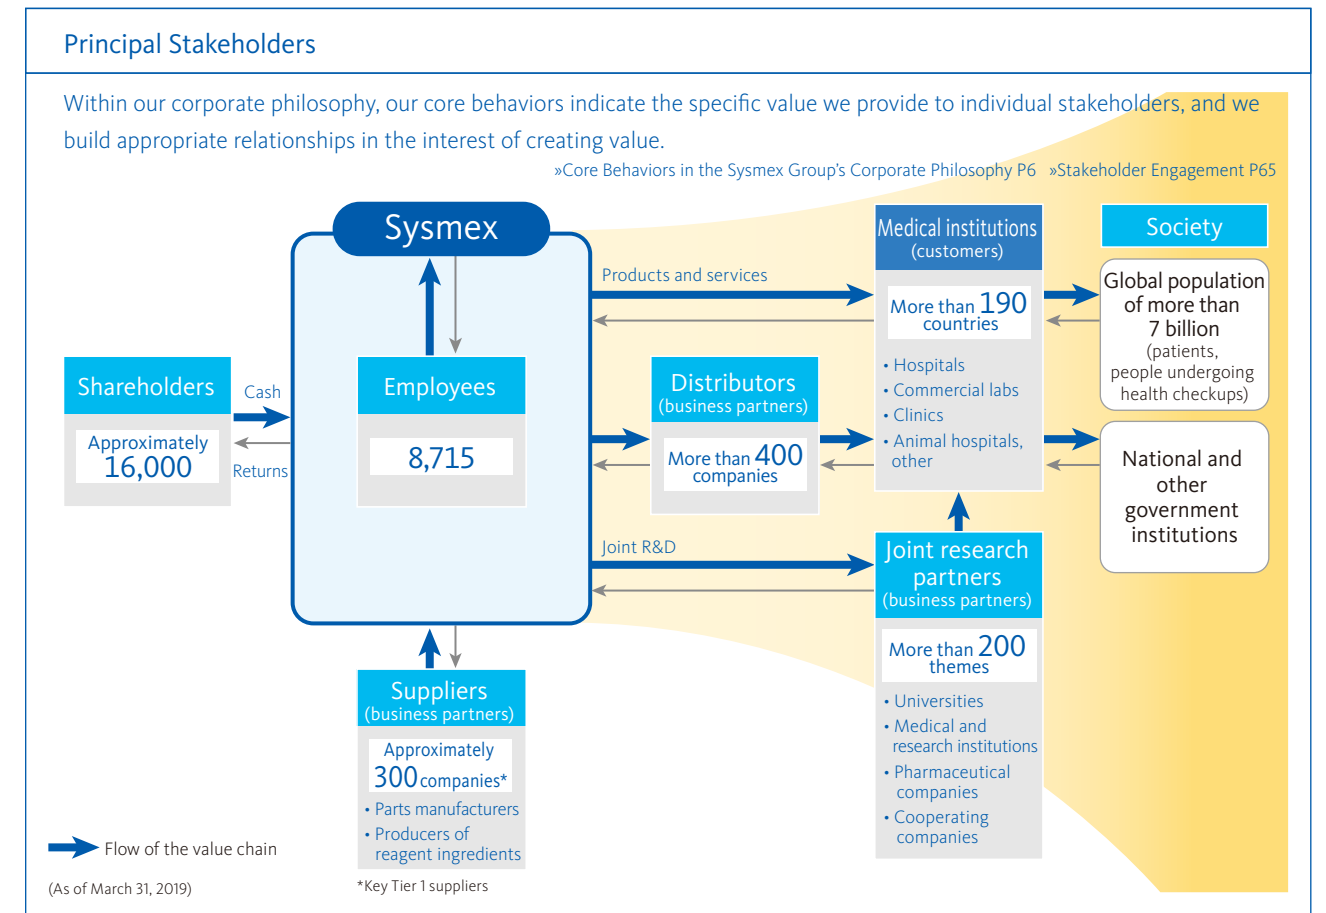 Principal Stakeholders
Within our corporate philosophy, our core behaviors indicate the specific value we provide to individual stakeholders, and we
build appropriate relationships in the interest of creating value.
»Core Behaviors in the Sysmex Group's Corporate Philosophy P6 »Stakeholder Engagement P65
Sysmex
Shareholders
Approximately
16,000
Cash
Returns
Employees
8,715
Suppliers
(business partners)
Approximately
300 companies*
• Parts manufacturers
• Producers of
reagent ingredients
*Key Tier 1 suppliers
Products and services
Distributors
(business partners)
More than 400
companies
Joint R&D
Medical institutions
(customers)
More than 190
countries
• Hospitals
• Commercial labs
• Clinics
• Animal hospitals,
other
Joint research
partners
(business partners)
More than 200
themes
• Universities
• Medical and
research institutions
• Pharmaceutical
companies
• Cooperating
companies
Society
Global population
of more than
7 billion
(patients,
people undergoing
health checkups)
National and
other
government
institutions
Flow of the value chain
(As of March 31, 2019)